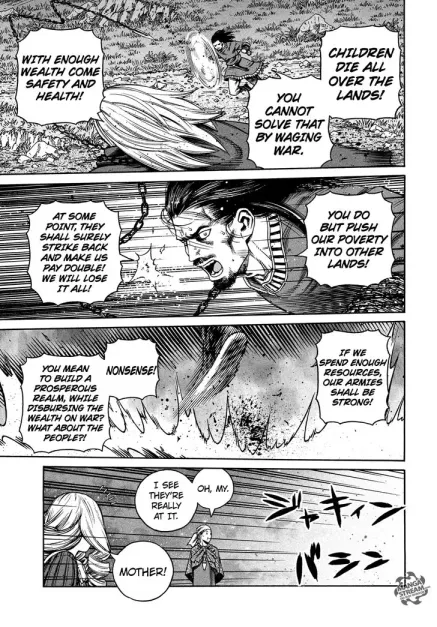 CHILDREN
DIE ALL
OVER THE
LANDS!
YOU
CANNOT
SOLVE THAT
BY WAGING
WAR.
WITH ENOUGH
WEALTH COME
SAFETY AND
HEALTH!
YOU DO
BUT PUSH
OUR POVERTY
INTO OTHER
LANDS!
AT SOME
POINT, THEY
SHALL SURELY
STRIKE BACK
AND MAKE US
PAY DOUBLE!
WE WILL LOSE
IT ALL!
IF WE
SPEND ENOUGH
RESOURCES,
OUR ARMIES
SHALL BE
STRONG!
NONSENSE!
YOU MEAN
TO BUILD A
PROSPEROUS
REALM, WHILE
DISBURSING THE
WEALTH ON WAR?
WHAT ABOUT
THE PEOPLE?!
ジャキィン
バシン
OH, MY.
I SEE
THEY'RE
REALLY
AT IT.
MOTHER!
MANGA
STREAM